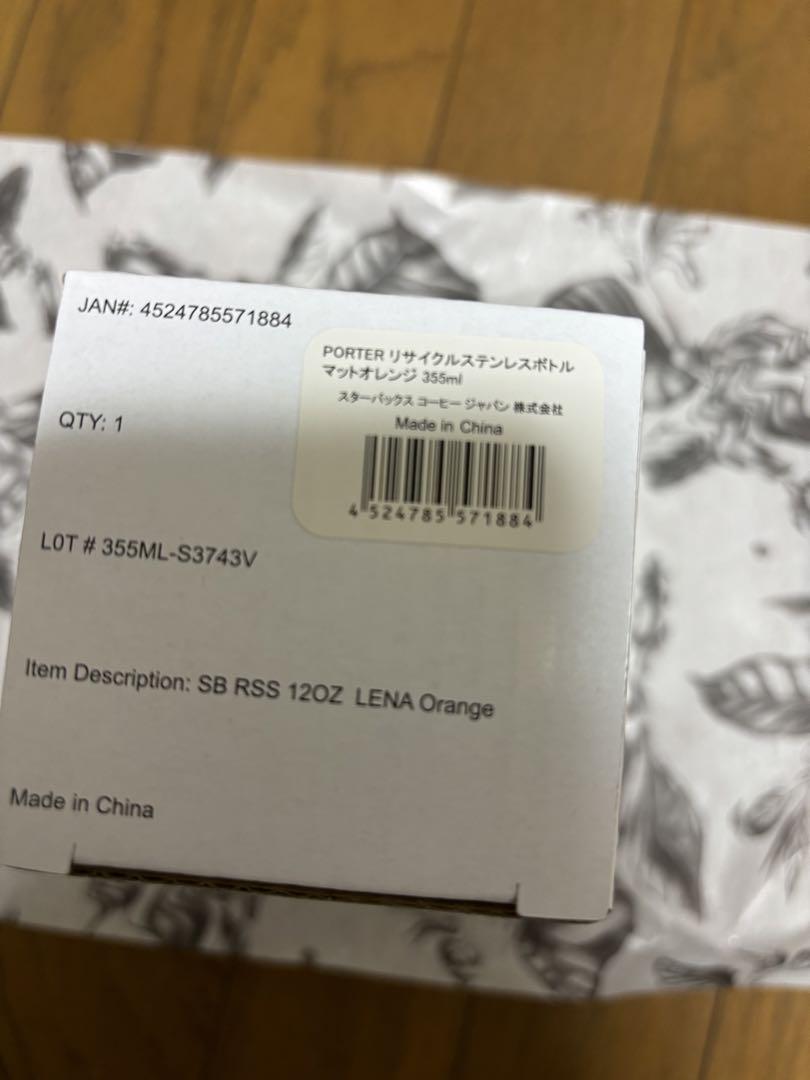 JAN#: 4524785571884
PORTER リサイクルステンレスボトル
マットオレンジ 355ml
スターバックス コーヒー ジャパン 株式会社
Made in China
4 524785 571884
QTY: 1
LOT # 355ML-S3743V
Item Description: SB RSS 12OZ LENA Orange
Made in China